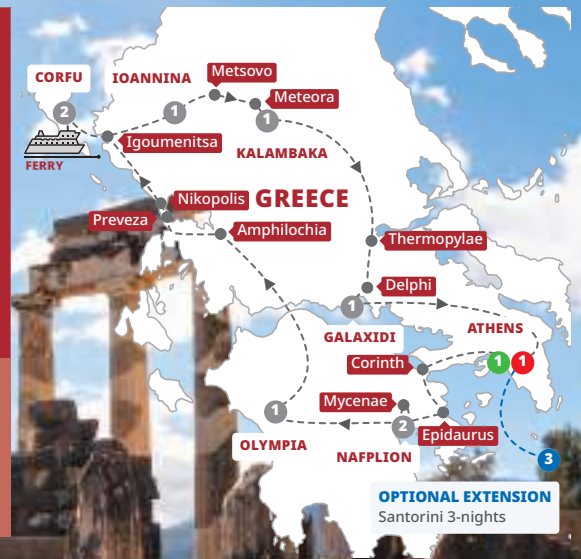 CORFU
IOANNINA
Metsovo
Meteora
2
1
1
FERRY
Igoumenitsa
KALAMBAKA
Nikopolis
GREECE
Preveza
Amphilochia
Thermopylae
Delphi
1
GALAXIDI
ATHENS
Corinth
1
1
Mycenae
1
2
Epidaurus
OLYMPIA
NAFPLION
3
OPTIONAL EXTENSION
Santorini 3-nights